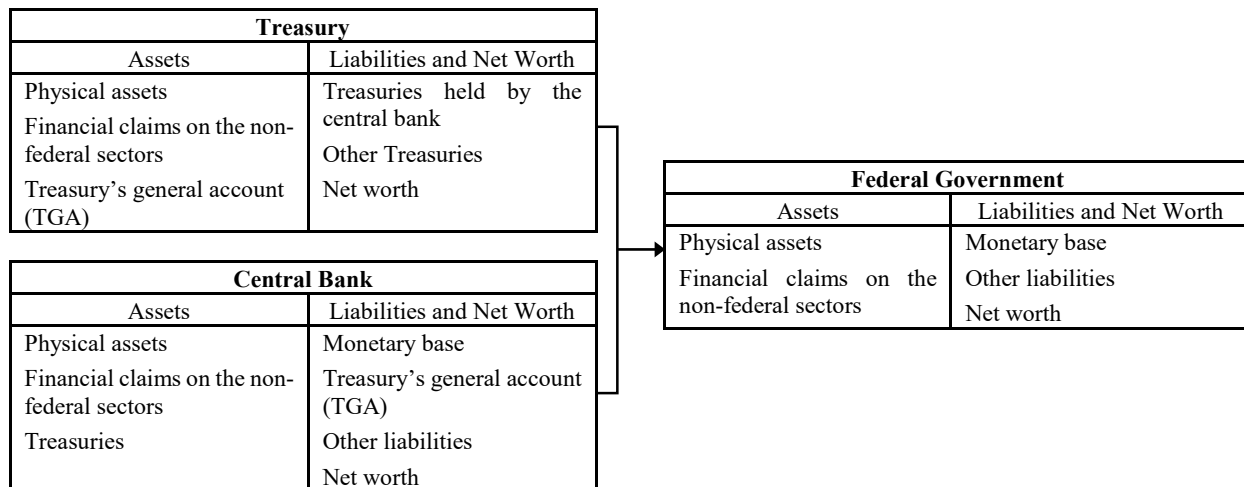 Treasury
Assets
Liabilities and Net Worth
Physical assets
Financial claims on the non-
federal sectors
Treasury’s general account
(TGA)
Treasuries held by the
central bank
Other Treasuries
Net worth
Central Bank
Assets
Liabilities and Net Worth
Physical assets
Financial claims on the non-
federal sectors
Treasuries
Monetary base
Treasury’s general account
(TGA)
Other liabilities
Net worth
Federal Government
Assets
Liabilities and Net Worth
Physical assets
Financial claims on the
non-federal sectors
Monetary base
Other liabilities
Net worth